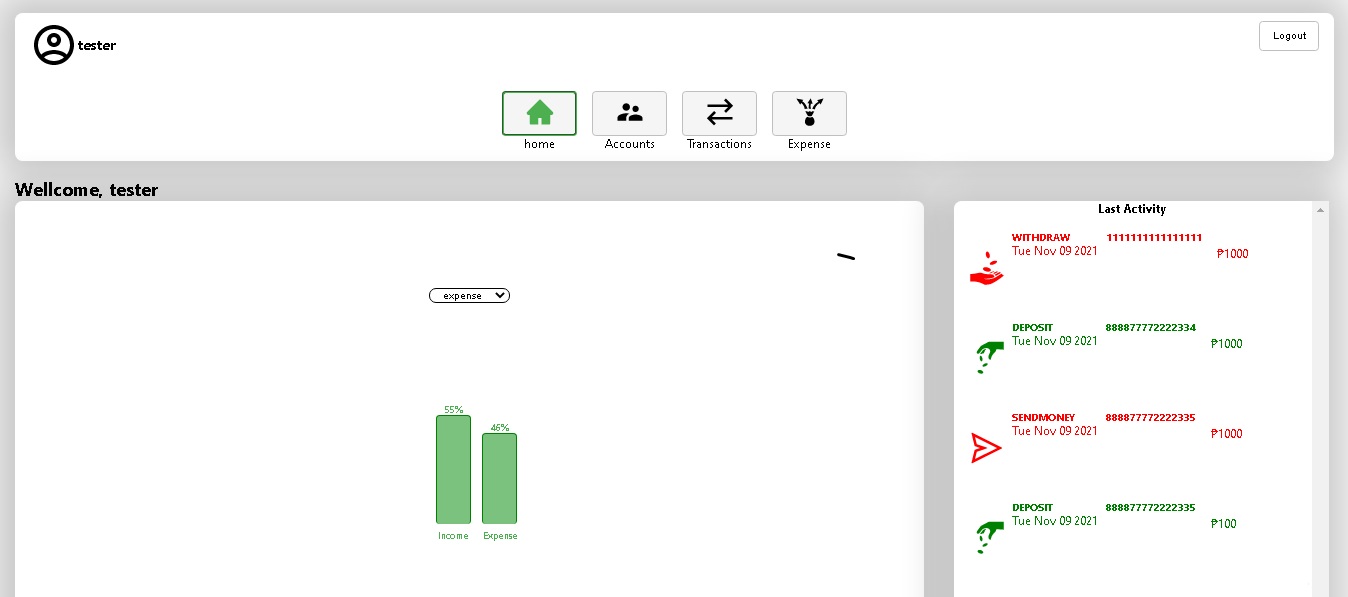 tester
Logout
home
Accounts
Transactions
Expense
Wellcome, tester
expense
55%
46%
Income
Expense
Last Activity
WITHDRAW 1111111111111111
Tue Nov 09 2021
₱1000
DEPOSIT 888877772222334
Tue Nov 09 2021
₱1000
SENDMONEY 888877772222335
Tue Nov 09 2021
₱1000
DEPOSIT 888877772222335
Tue Nov 09 2021
₱100